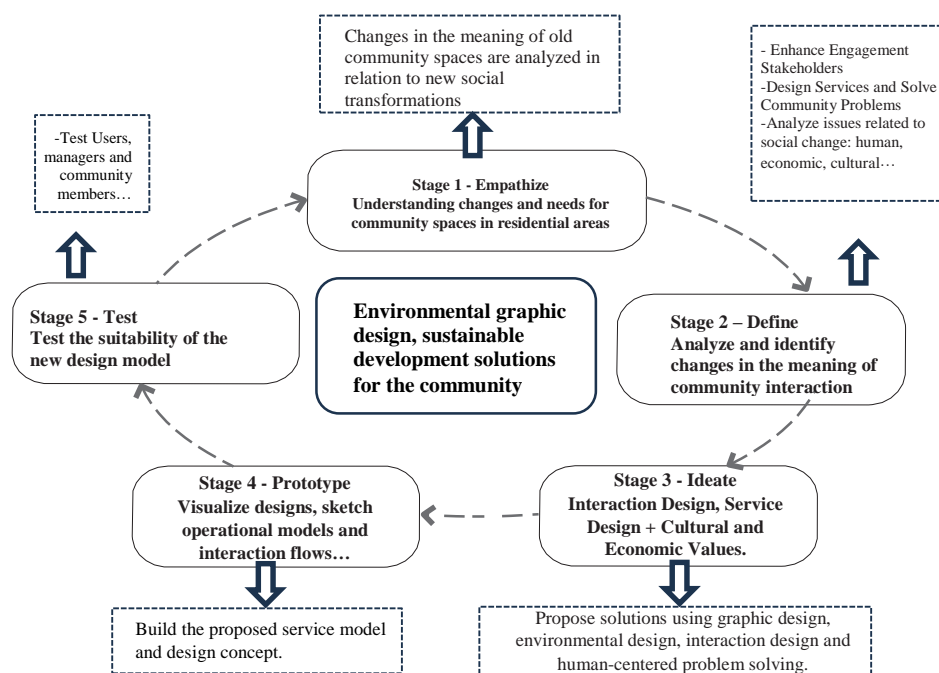 Changes in the meaning of old
community spaces are analyzed in
relation to new social
transformations
- Enhance Engagement
Stakeholders
-Design Services and Solve
Community Problems
-Analyze issues related to
social change: human,
economic, cultural…
-Test Users,
managers and
community
members…
Stage 1 - Empathize
Understanding changes and needs for
community spaces in residential areas
Stage 5 - Test
Test the suitability of the
new design model
Environmental graphic
design, sustainable
development solutions
for the community
Stage 2 – Define
Analyze and identify
changes in the meaning of
community interaction
Stage 4 - Prototype
Visualize designs, sketch
operational models and
interaction flows…
Stage 3 - Ideate
Interaction Design, Service
Design + Cultural and
Economic Values.
Build the proposed service model
and design concept.
Propose solutions using graphic design,
environmental design, interaction design and
human-centered problem solving.